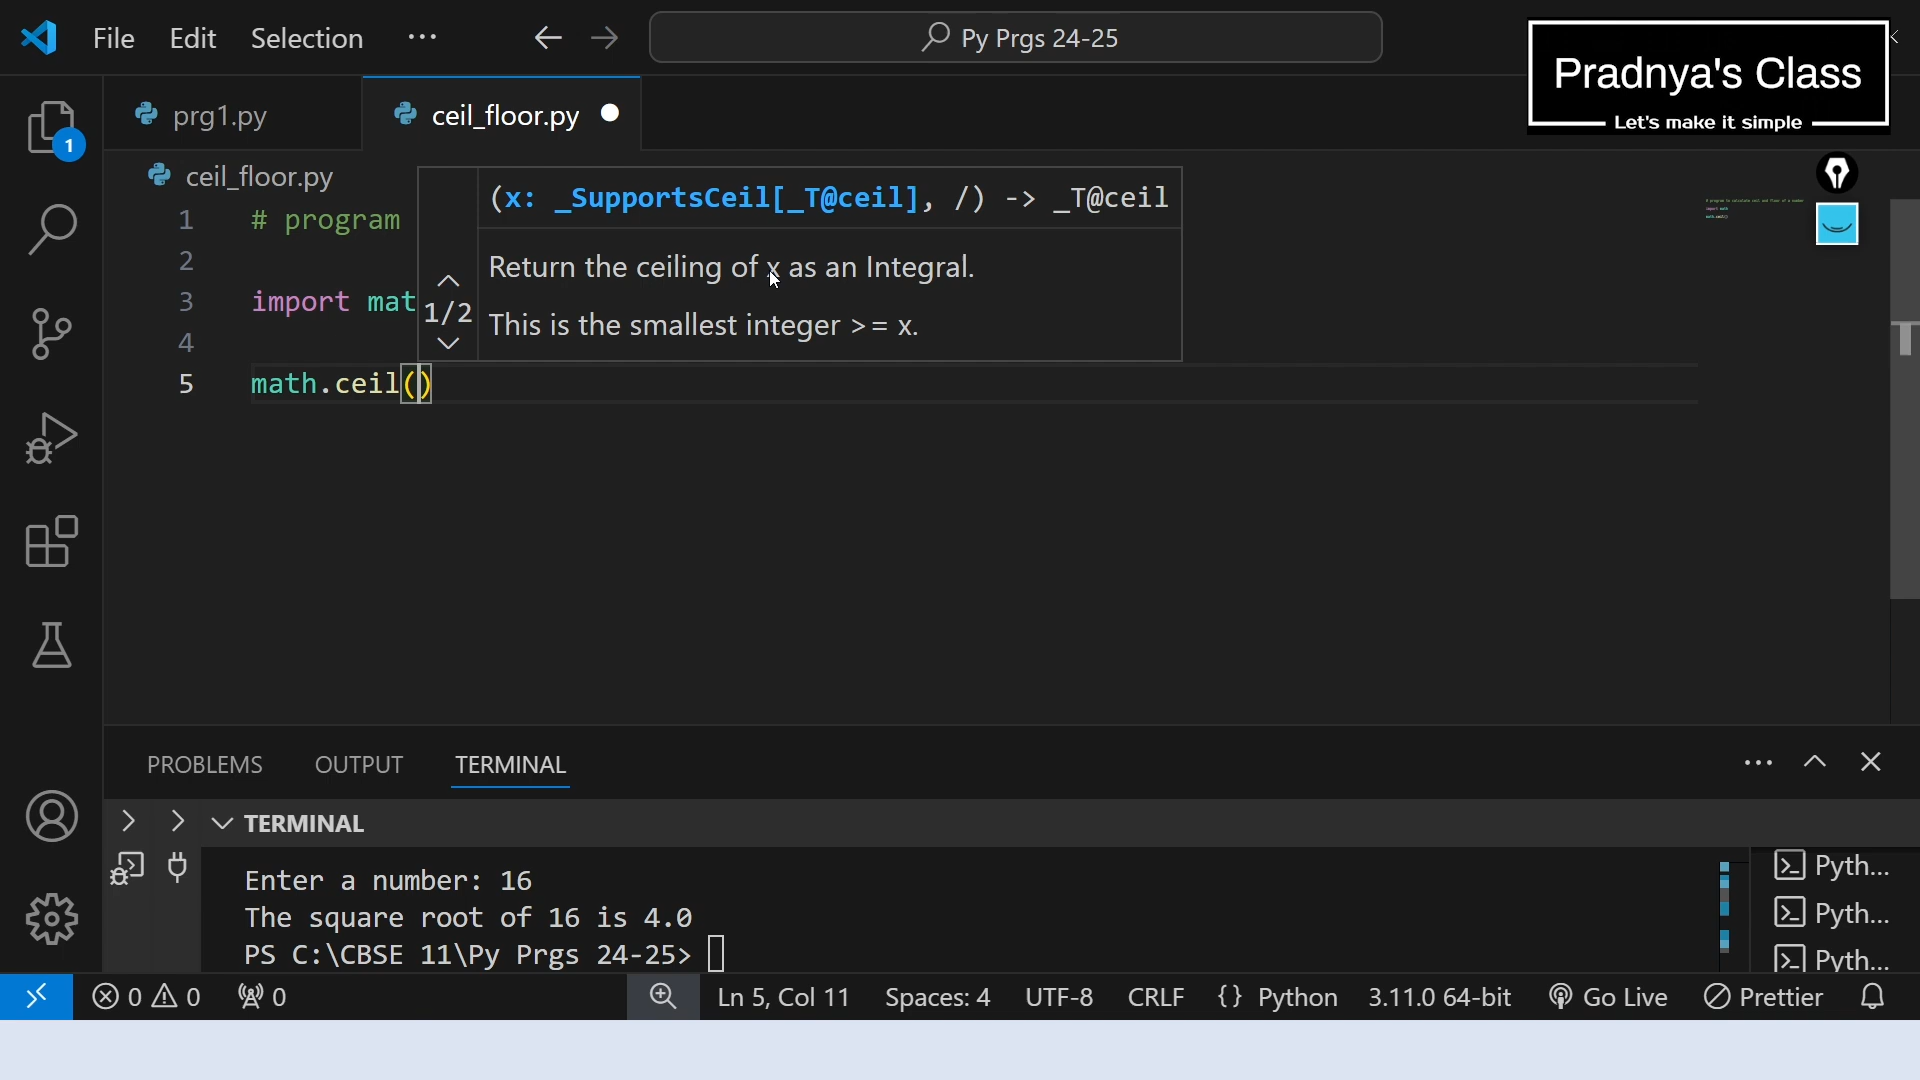 File Edit Selection ··· Py Prgs 24-25
Pradnya's Class
Let's make it simple
prg1.py ceil_floor.py
1
ceil_floor.py
(x: _SupportsCeil[_T@ceil], /) -> _T@ceil
1 # program
2
Return the ceiling of x as an Integral.
3 import mat
1/2
This is the smallest integer >= x.
4
5 math.ceil()
PROBLEMS OUTPUT TERMINAL
TERMINAL
Enter a number: 16
The square root of 16 is 4.0
PS C:\CBSE 11\Py Prgs 24-25>
Pyth...
Pyth...
Pyth...
0 0 0 Ln 5, Col 11 Spaces: 4 UTF-8 CRLF {} Python 3.11.0 64-bit Go Live Prettier